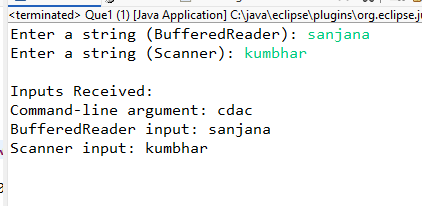 <terminated> Que1 (1) [Java Application] C:\java\eclipse\plugins\org.eclipse.ju
Enter a string (BufferedReader): sanjana
Enter a string (Scanner): kumbhar
Inputs Received:
Command-line argument: cdac
BufferedReader input: sanjana
Scanner input: kumbhar